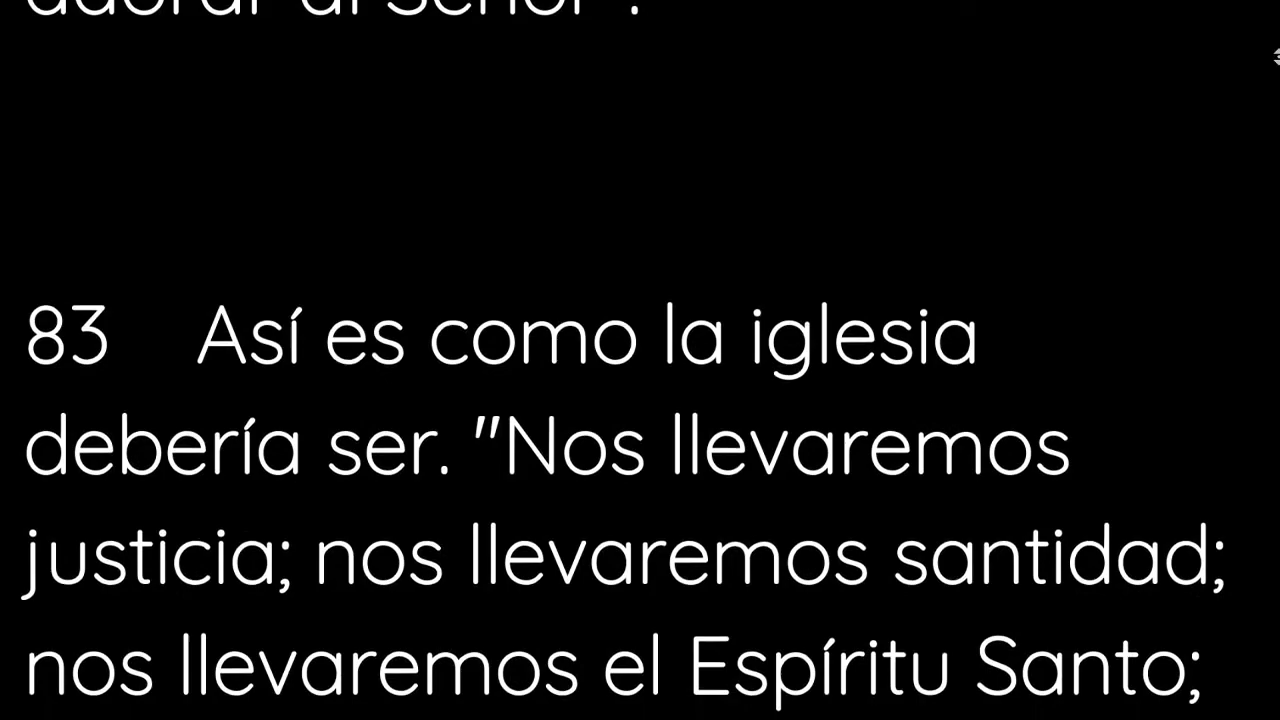 adorar al Señor".
83 Así es como la iglesia
debería ser. "Nos llevaremos
justicia; nos llevaremos santidad;
nos llevaremos el Espíritu Santo;